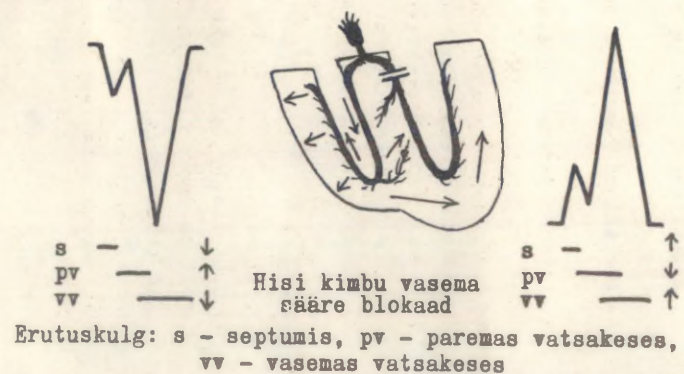 s ↓
pv ↑
vv ↓
Hisi kimbu vasema
sääre blokaad
s ↑
pv ↓
vv ↑
Erutuskulg: s - septumis, pv - paremas vatsakeses,
vv - vasemas vatsakeses